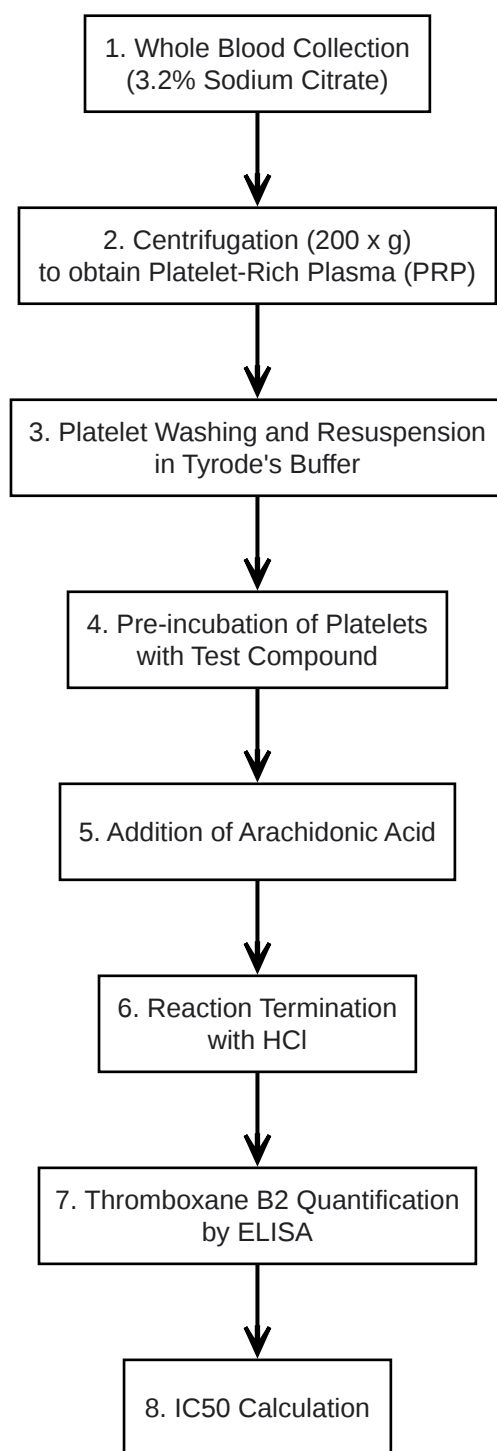 1. Whole Blood Collection
(3.2% Sodium Citrate)
2. Centrifugation (200 x g)
to obtain Platelet-Rich Plasma (PRP)
3. Platelet Washing and Resuspension
in Tyrode's Buffer
4. Pre-incubation of Platelets
with Test Compound
5. Addition of Arachidonic Acid
6. Reaction Termination
with HCl
7. Thromboxane B2 Quantification
by ELISA
8. IC50 Calculation